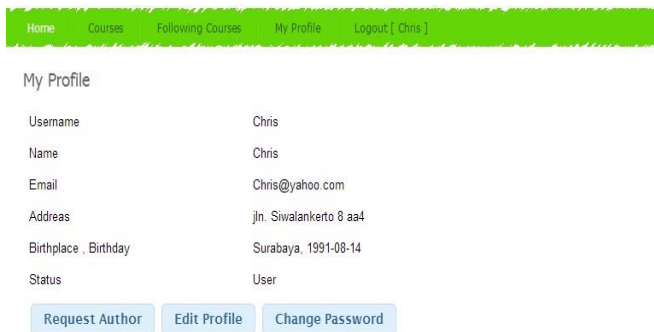 Home Courses Following Courses My Profile Logout [ Chris ]
My Profile
Username Chris
Name Chris
Email Chris@yahoo.com
Addreas jln. Siwalankerto 8 aa4
Birthplace , Birthday Surabaya, 1991-08-14
Status User
Request Author Edit Profile Change Password